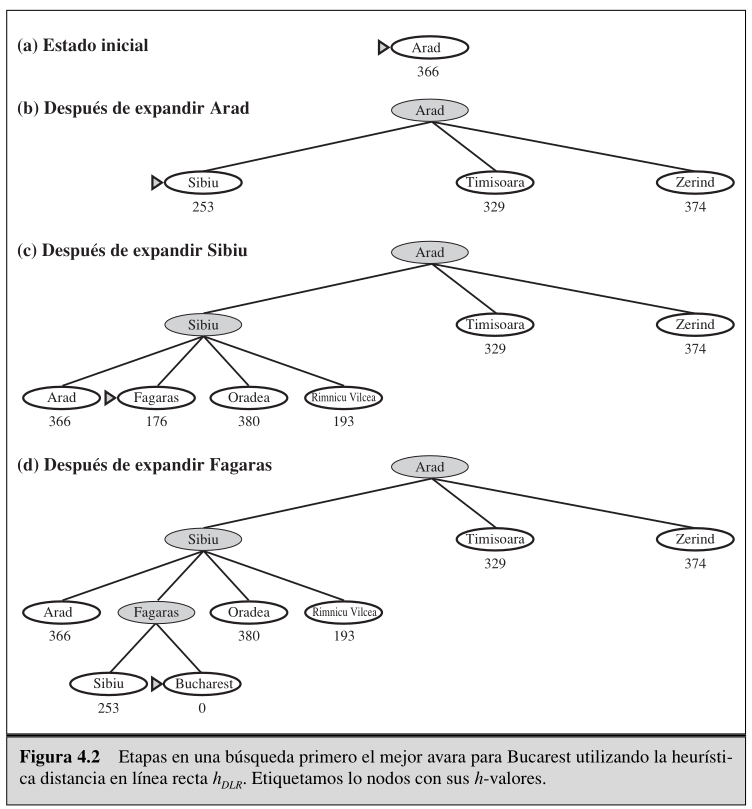 (a) Estado inicial
Arad
366
(b) Después de expandir Arad
Arad
Sibiu
Timisoara
Zerind
253
329
374
(c) Después de expandir Sibiu
Arad
Sibiu
Timisoara
Zerind
329
374
Arad
Fagaras
Oradea
Rimnicu Vilcea
366
176
380
193
(d) Después de expandir Fagaras
Arad
Sibiu
Timisoara
Zerind
329
374
Arad
Fagaras
Oradea
Rimnicu Vilcea
366
380
193
Sibiu
Bucharest
253
0
Figura 4.2 Etapas en una búsqueda primero el mejor avara para Bucarest utilizando la heurísti-
ca distancia en línea recta hDLR. Etiquetamos lo nodos con sus h-valores.